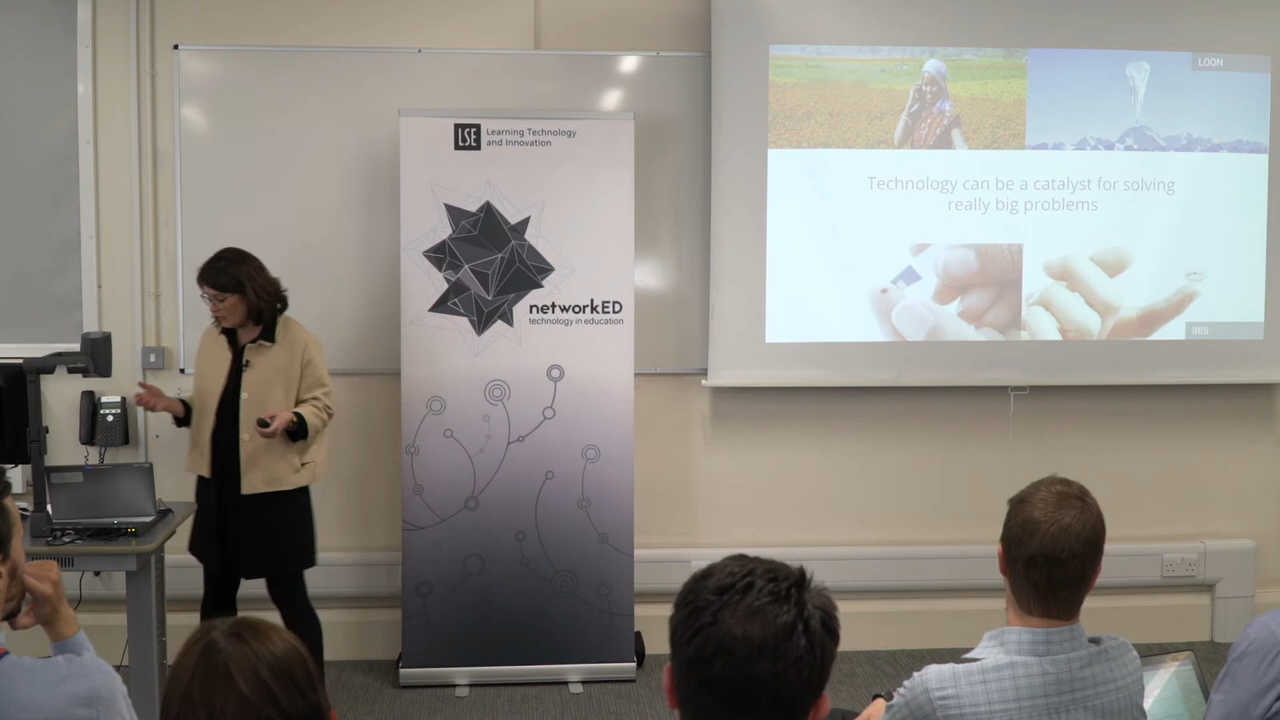 LSE
Learning Technology
and Innovation
networkED
technology in education
LOON
Technology can be a catalyst for solving
really big problems
IRIS